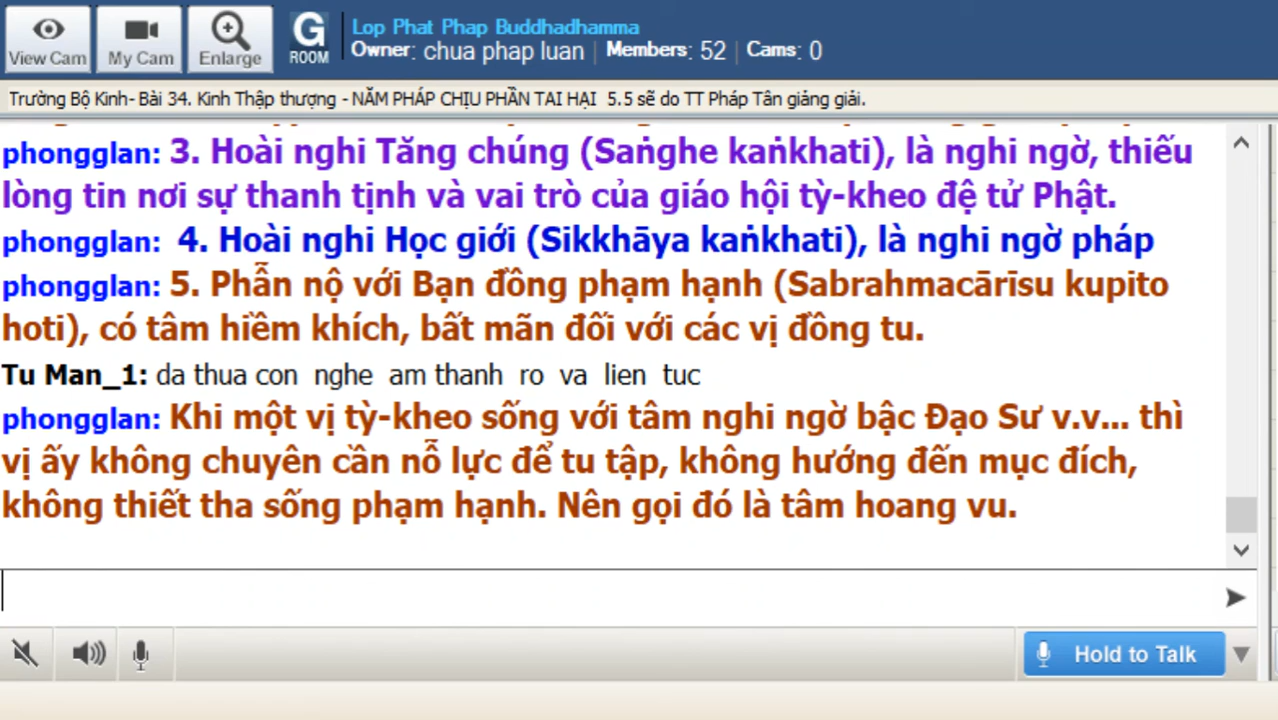 View Cam
My Cam
Enlarge
G
ROOM
Lop Phat Phap Buddhadhamma
Owner: chua phap luan | Members: 52 | Cams: 0
Trường Bộ Kinh- Bài 34. Kinh Thập thượng - NĂM PHÁP CHỊU PHẦN TAI HẠI 5.5 sẽ do TT Pháp Tân giảng giải.
phongglan: 3. Hoài nghi Tăng chúng (Saṅghe kaṅkhati), là nghi ngờ, thiếu
lòng tin nơi sự thanh tịnh và vai trò của giáo hội tỳ-kheo đệ tử Phật.
phongglan: 4. Hoài nghi Học giới (Sikkhāya kaṅkhati), là nghi ngờ pháp
phongglan: 5. Phẫn nộ với Bạn đồng phạm hạnh (Sabrahmacārīsu kupito
hoti), có tâm hiềm khích, bất mãn đối với các vị đồng tu.
Tu Man_1: da thua con nghe am thanh ro va lien tuc
phongglan: Khi một vị tỳ-kheo sống với tâm nghi ngờ bậc Đạo Sư v.v... thì
vị ấy không chuyên cần nỗ lực để tu tập, không hướng đến mục đích,
không thiết tha sống phạm hạnh. Nên gọi đó là tâm hoang vu.
Hold to Talk